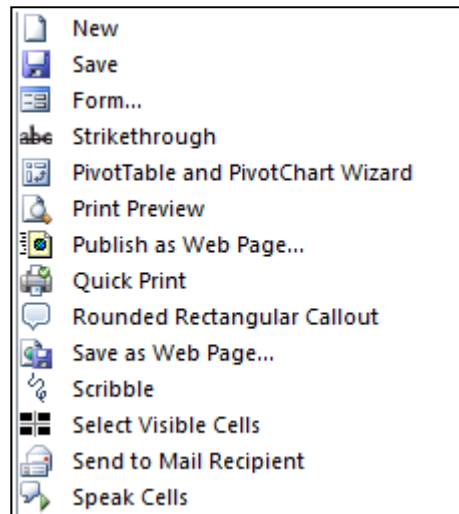 New
Save
Form...
abc Strikethrough
PivotTable and PivotChart Wizard
Print Preview
Publish as Web Page...
Quick Print
Rounded Rectangular Callout
Save as Web Page...
Scribble
Select Visible Cells
Send to Mail Recipient
Speak Cells